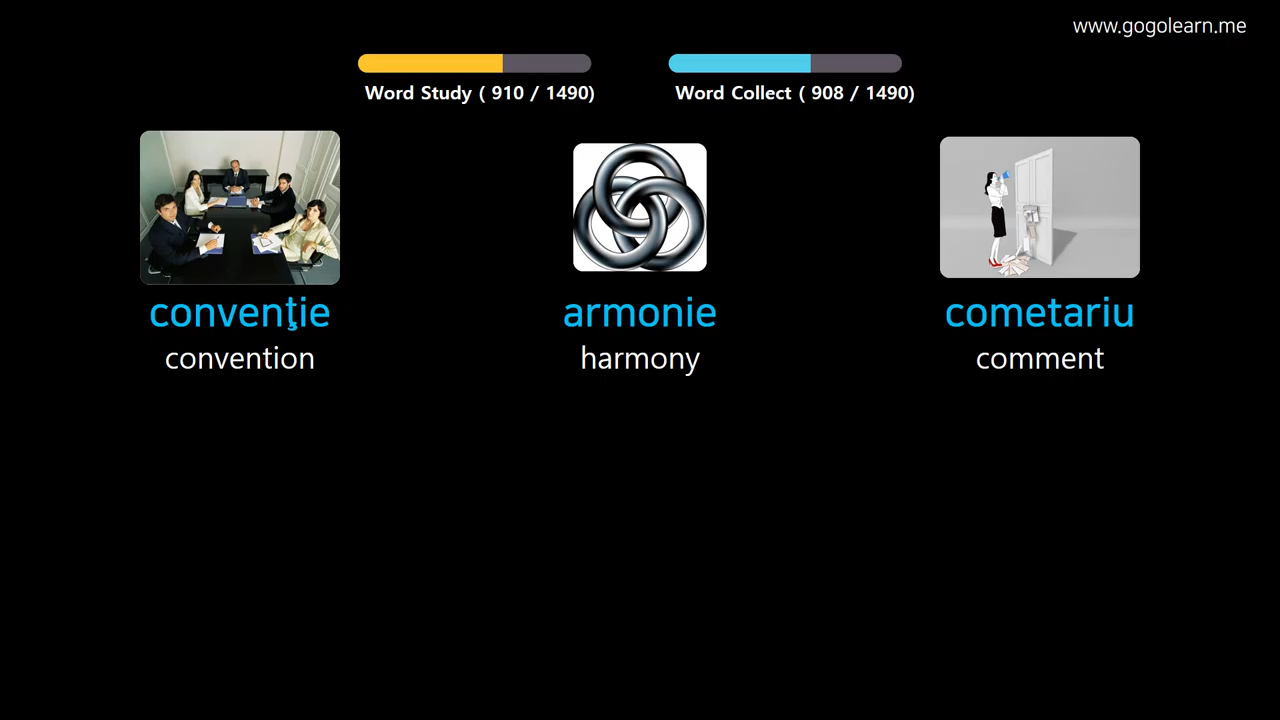 www.gogolearn.me
Word Study ( 910 / 1490)
Word Collect ( 908 / 1490)
convenţie
armonie
cometariu
convention
harmony
comment